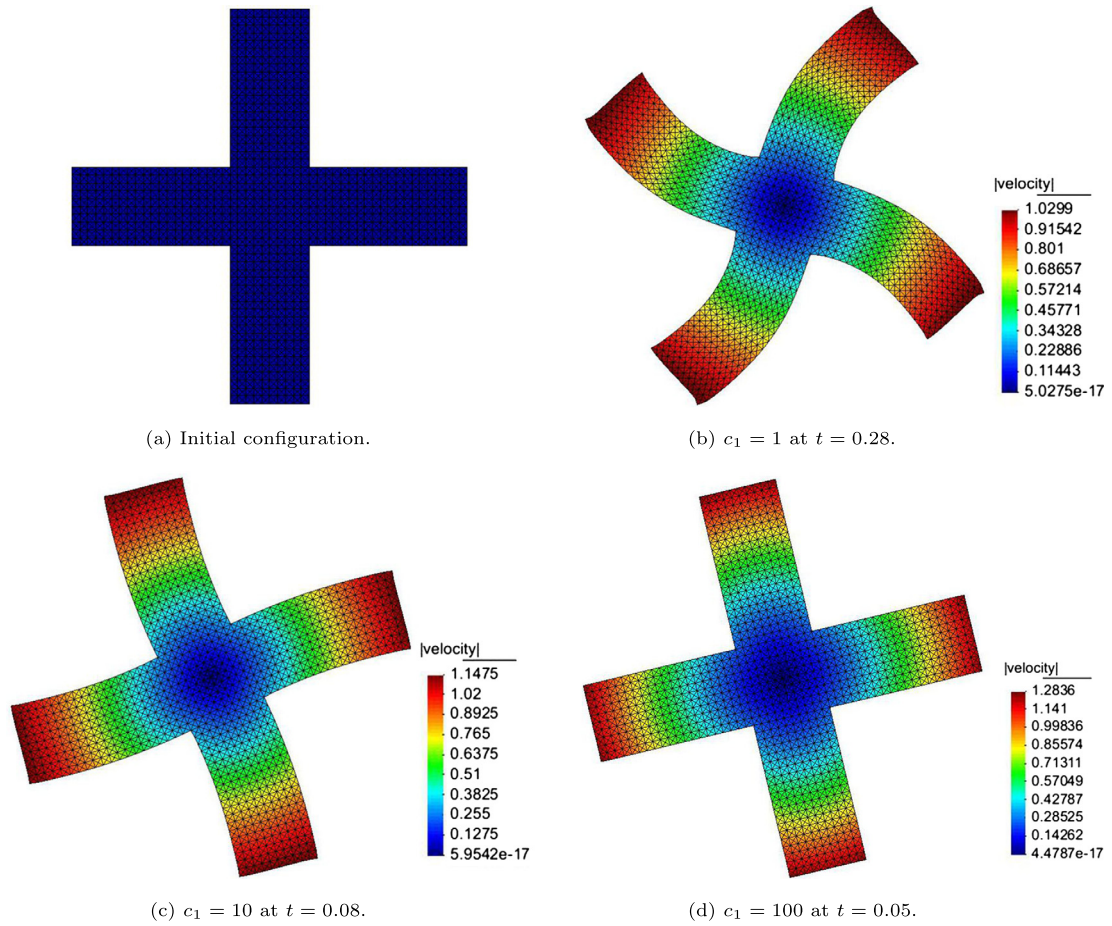 |velocity|
1.0299
0.91542
0.801
0.68657
0.57214
0.45771
0.34328
0.22886
0.11443
5.0275e-17
(a) Initial configuration.
(b) c₁ = 1 at t = 0.28.
|velocity|
1.1475
1.02
0.8925
0.765
0.6375
0.51
0.3825
0.255
0.1275
5.9542e-17
|velocity|
1.2836
1.141
0.99836
0.85574
0.71311
0.57049
0.42787
0.28525
0.14262
4.4787e-17
(c) c₁ = 10 at t = 0.08.
(d) c₁ = 100 at t = 0.05.